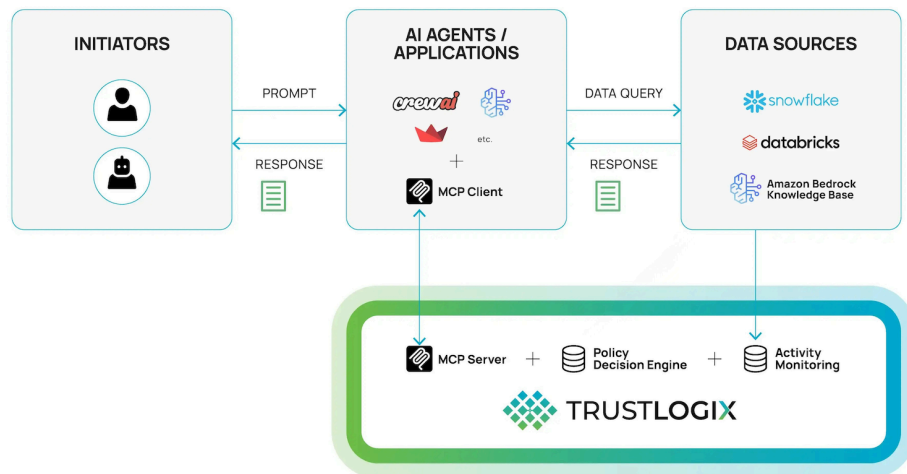 INITIATORS
AI AGENTS /
APPLICATIONS
DATA SOURCES
PROMPT
RESPONSE
crewai
etc.
+
MCP Client
DATA QUERY
RESPONSE
snowflake
databricks
Amazon Bedrock
Knowledge Base
MCP Server
+
Policy
Decision Engine
+
Activity
Monitoring
TRUSTLOGIX